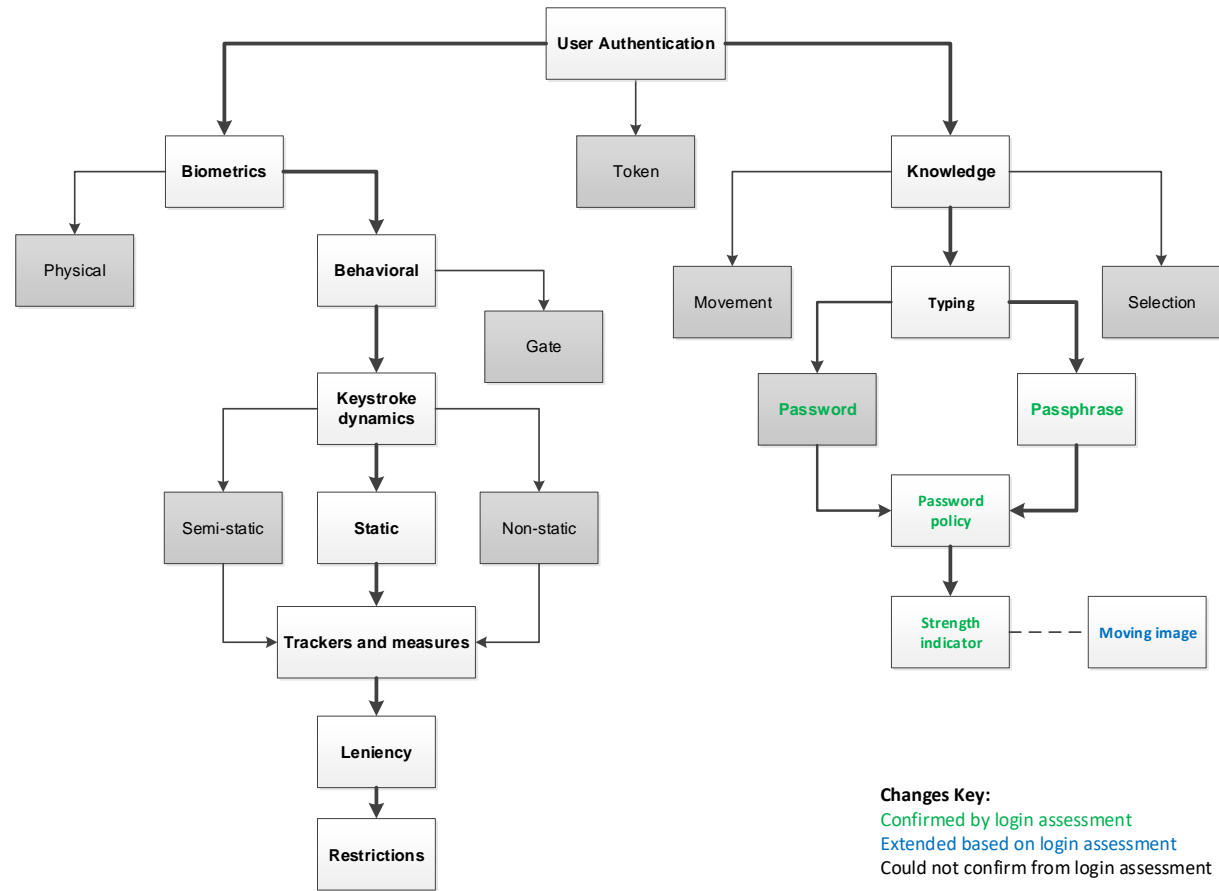 User Authentication
Biometrics
Token
Knowledge
Physical
Behavioral
Movement
Typing
Selection
Gate
Keystroke
dynamics
Password
Passphrase
Semi-static
Static
Non-static
Password
policy
Trackers and measures
Strength
indicator
Moving image
Leniency
Restrictions
Changes Key:
Confirmed by login assessment
Extended based on login assessment
Could not confirm from login assessment